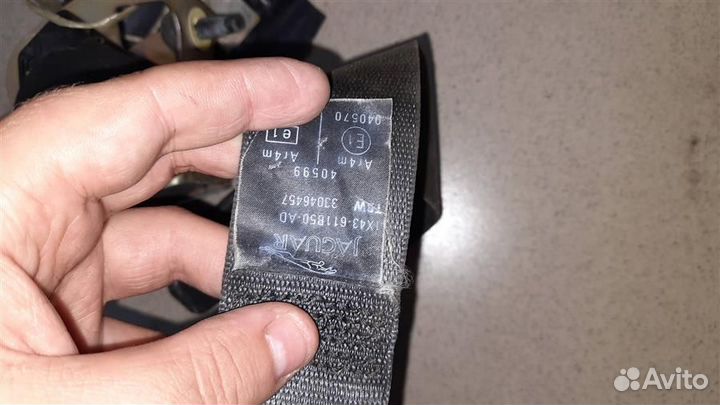 JAGUAR
1X43-611B50-AD
TRW 33046457
40599
Ar4m Ar4m
E1 e1
040570
Avito